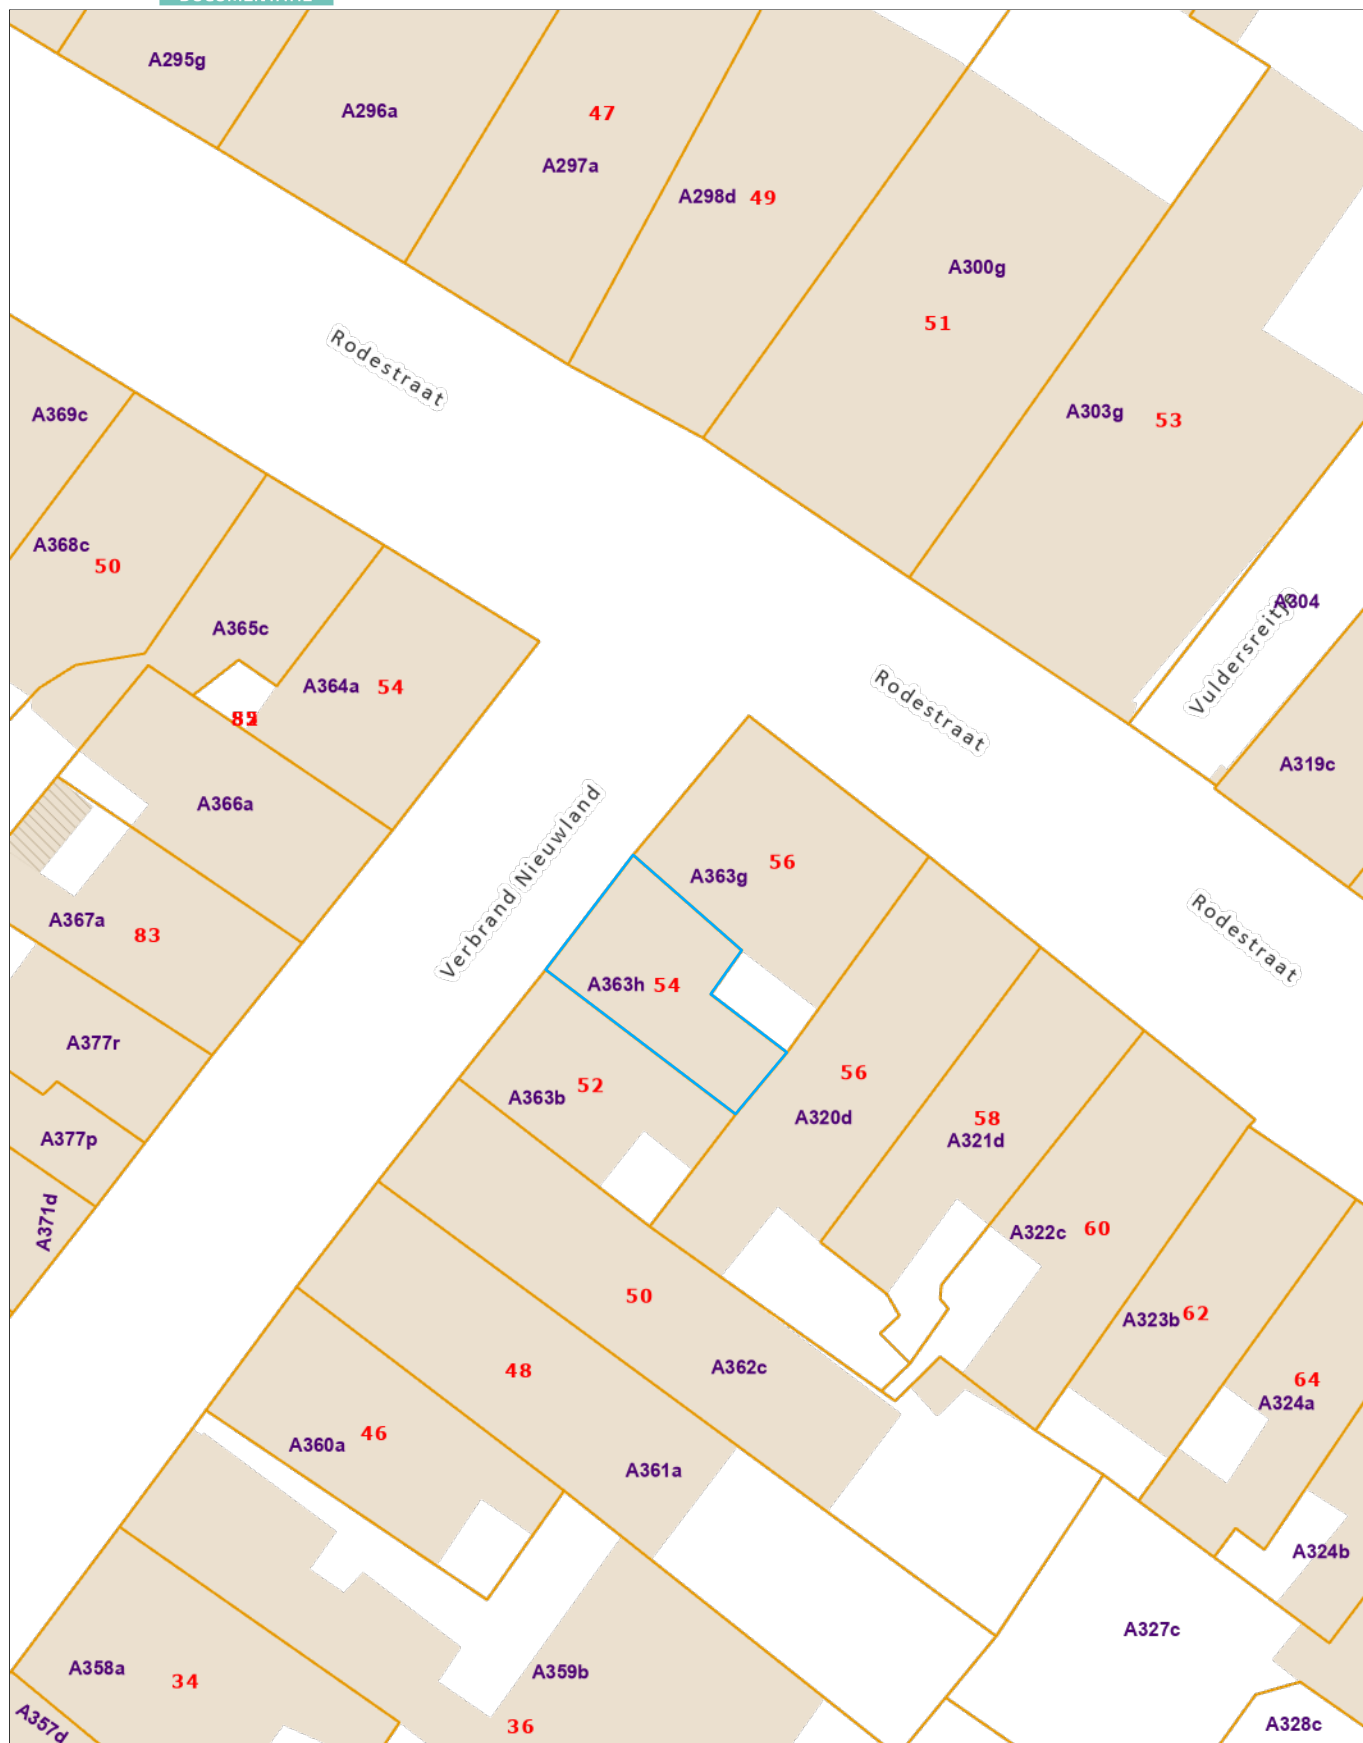 A295g
A296a
47
A297a
A298d 49
A300g
51
Rodestraat
A369c
A303g 53
A368c
50
A304
A365c
Vuldersreitje
A364a 54
Rodestraat
A319c
A366a
Verbrand Nieuwland
56
A363g
A367a 83
Rodestraat
A363h 54
A377r
56
52
A363b
A320d
58
A321d
A377p
A371d
A322c 60
50
A323b 62
48
A362c
64
A324a
46
A360a
A361a
A324b
A327c
A358a 34
A359b
A357d
36
A328c